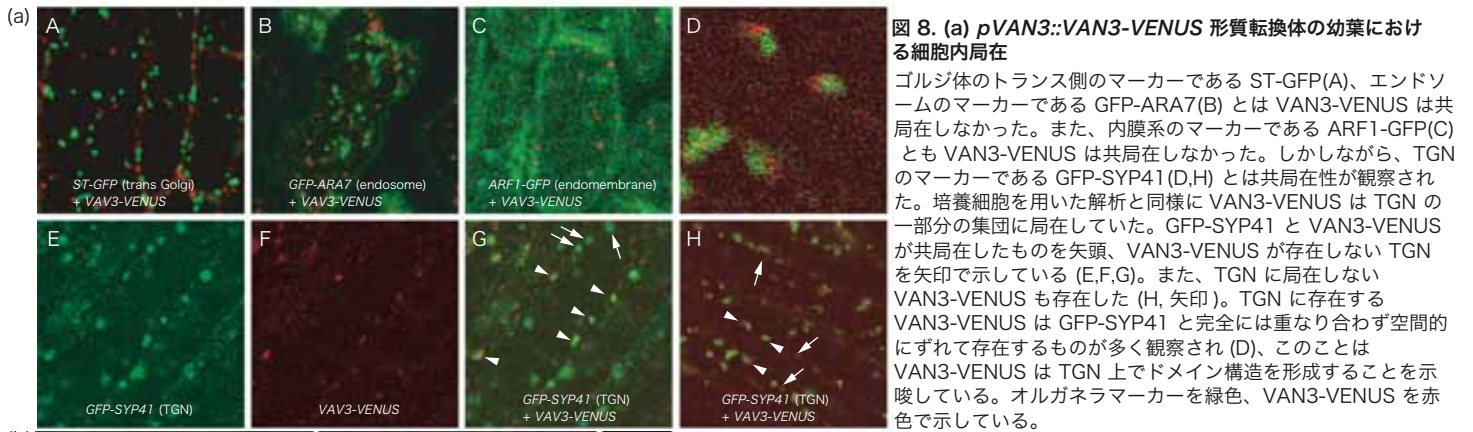 (a)
A
B
C
D
ST-GFP (trans Golgi)
+ VAV3-VENUS
GFP-ARA7 (endosome)
+ VAV3-VENUS
ARF1-GFP (endomembrane)
+ VAV3-VENUS
E
F
G
H
GFP-SYP41 (TGN)
VAV3-VENUS
GFP-SYP41 (TGN)
+ VAV3-VENUS
GFP-SYP41 (TGN)
+ VAV3-VENUS
図 8. (a) pVAN3::VAN3-VENUS 形質転換体の幼葉におけ
る細胞内局在
ゴルジ体のトランス側のマーカーである ST-GFP(A)、エンドソ
ームのマーカーである GFP-ARA7(B) とは VAN3-VENUS は共
局在しなかった。また、内膜系のマーカーである ARF1-GFP(C)
とも VAN3-VENUS は共局在しなかった。しかしながら、TGN
のマーカーである GFP-SYP41(D,H) とは共局在性が観察され
た。培養細胞を用いた解析と同様に VAN3-VENUS は TGN の
一部分の集団に局在していた。GFP-SYP41 と VAN3-VENUS
が共局在したものを矢頭、VAN3-VENUS が存在しない TGN
を矢印で示している (E,F,G)。また、TGN に局在しない
VAN3-VENUS も存在した (H, 矢印 )。TGN に存在する
VAN3-VENUS は GFP-SYP41 と完全には重なり合わず空間的
にずれて存在するものが多く観察され (D)、このことは
VAN3-VENUS は TGN 上でドメイン構造を形成することを示
唆している。オルガネラマーカーを緑色、VAN3-VENUS を赤
色で示している。